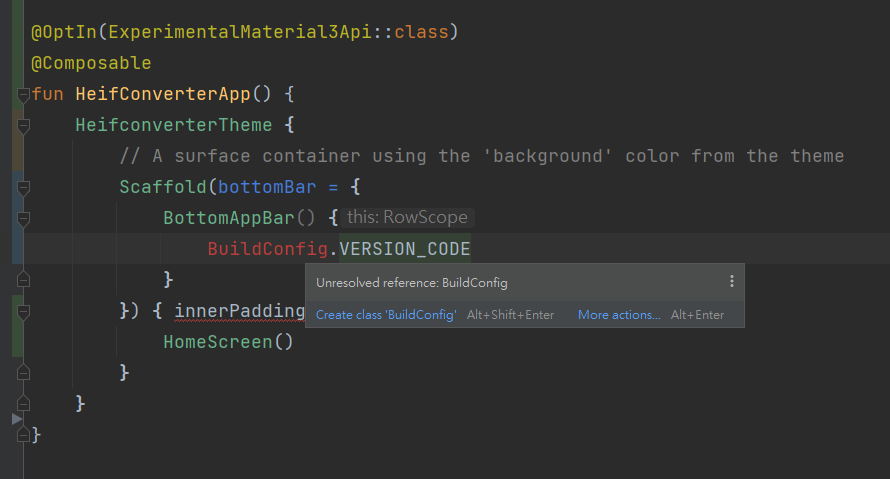 @OptIn(ExperimentalMaterial3Api::class)
@Composable
fun HeifConverterApp() {
HeifconverterTheme {
// A surface container using the 'background' color from the theme
Scaffold(bottomBar = {
BottomAppBar() { this: RowScope
BuildConfig.VERSION_CODE
}
Unresolved reference: BuildConfig
}) { innerPadding
Create class 'BuildConfig' Alt+Shift+Enter More actions... Alt+Enter
HomeScreen()
}
}
}